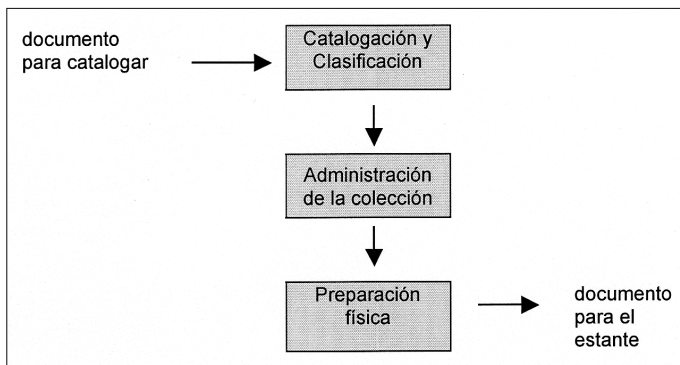 documento
para catalogar
Catalogación y
Clasificación
Administración
de la colección
Preparación
física
documento
para el
estante